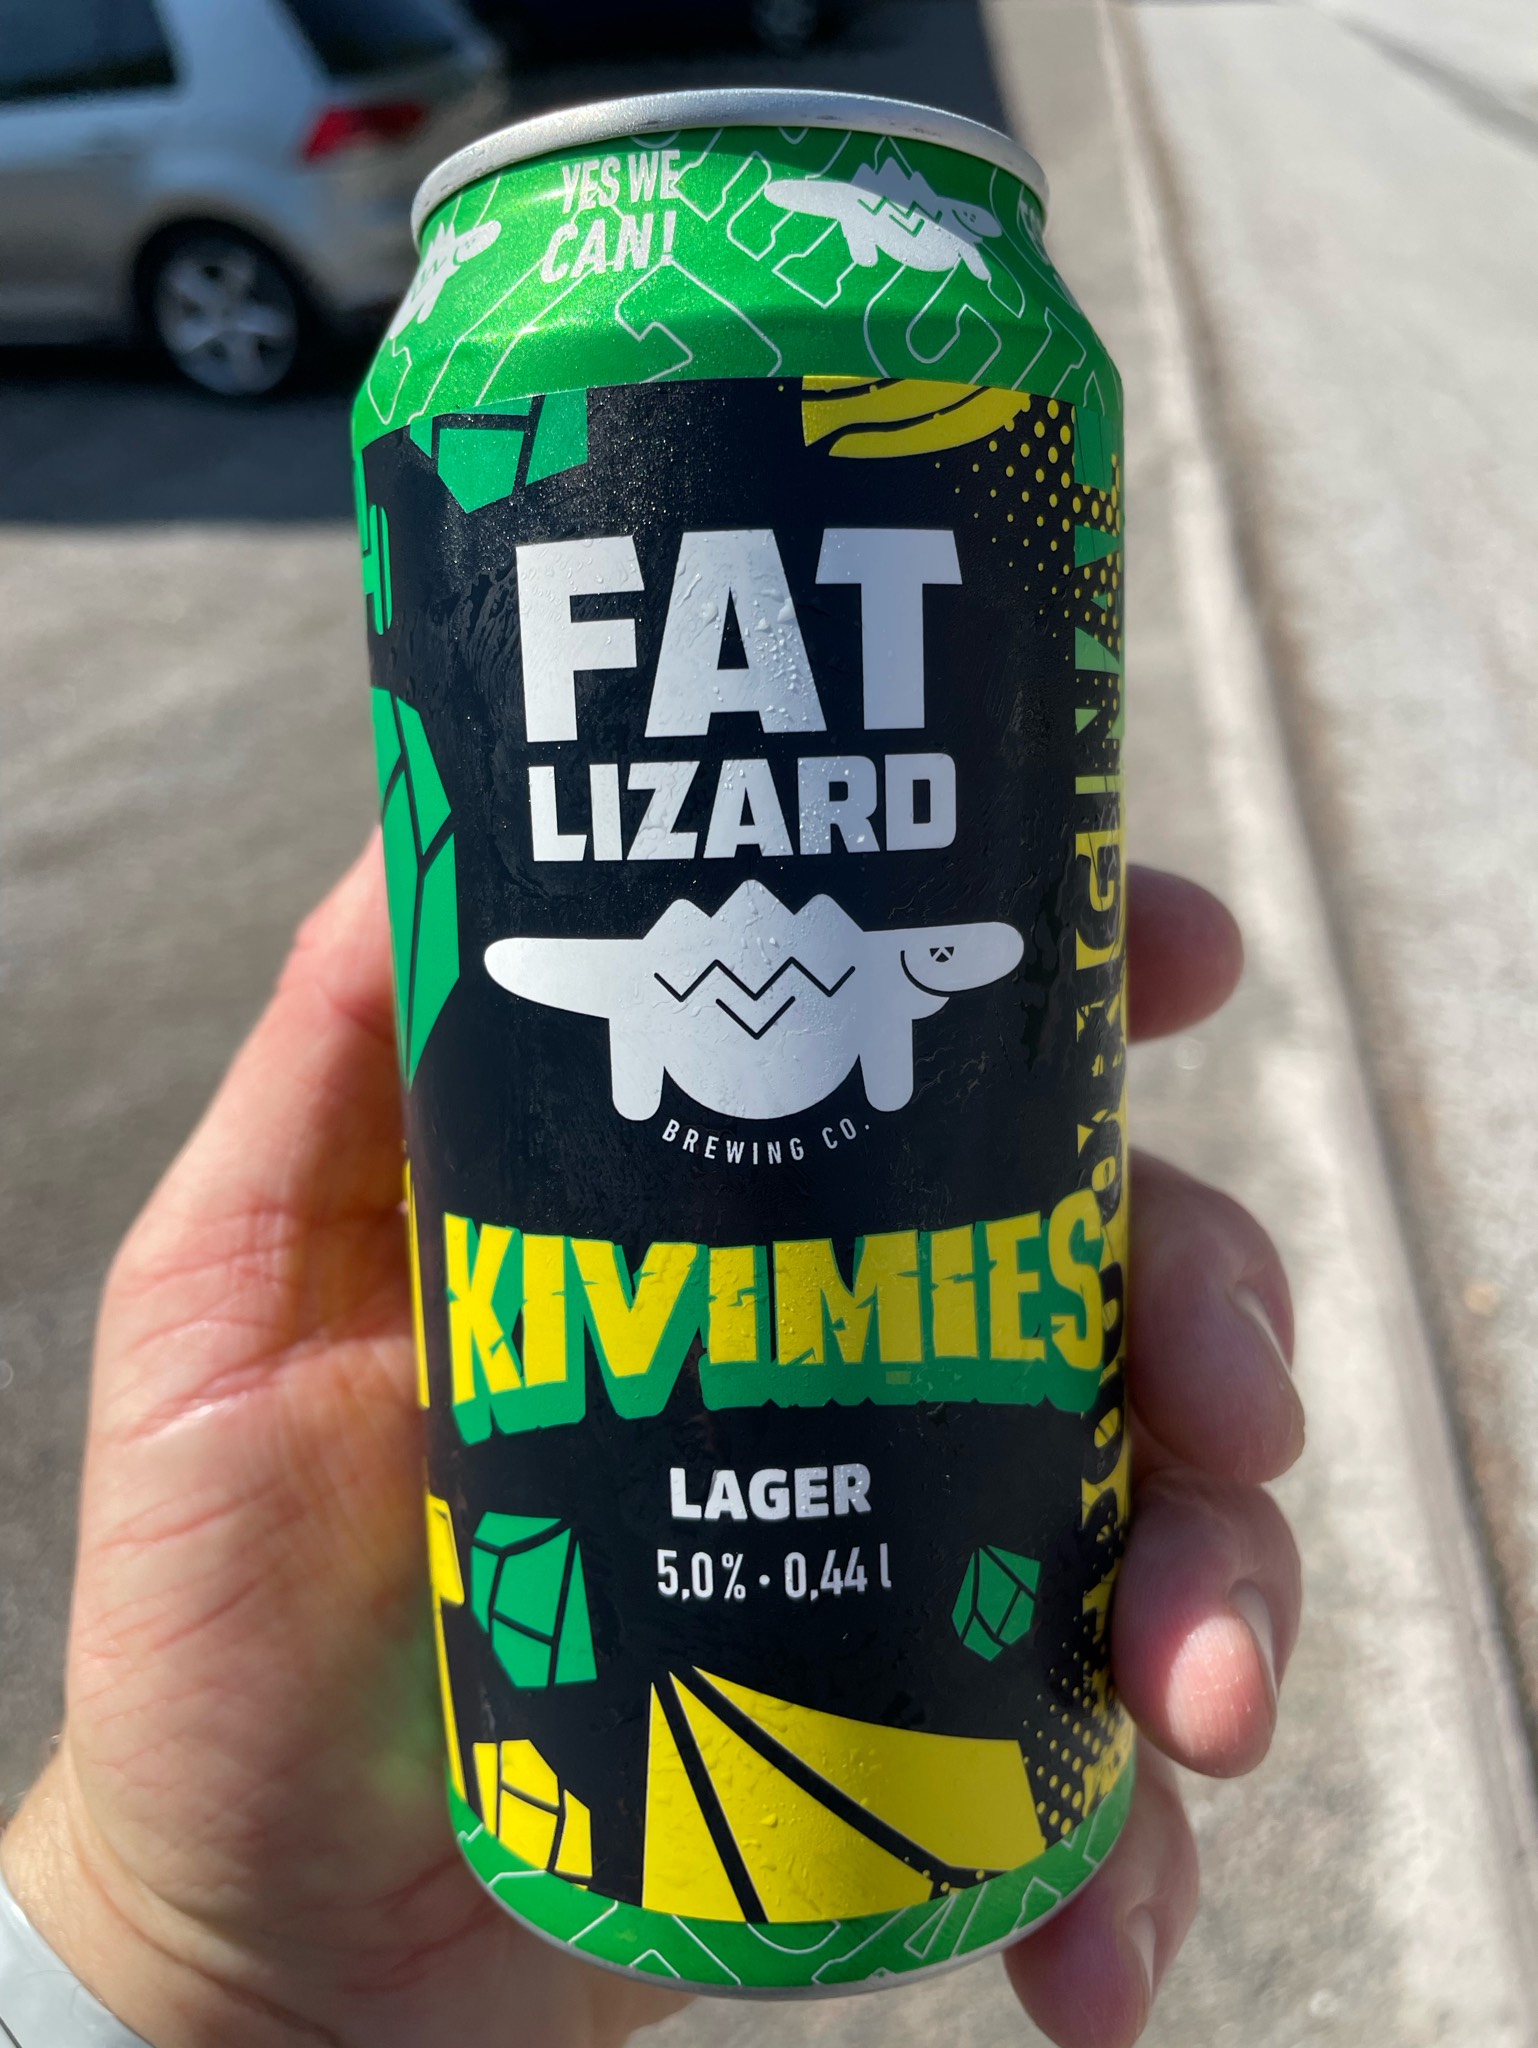 YES WE
CAN!
FAT
LIZARD
BREWING CO.
KIVIMIES
LAGER
5,0% · 0,44 l